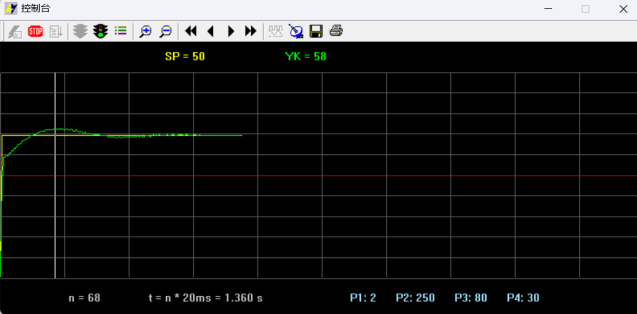 控制台
STOP
SP = 50 YK = 58
n = 68 t = n * 20ms = 1.360 s P1: 2 P2: 250 P3: 80 P4: 30